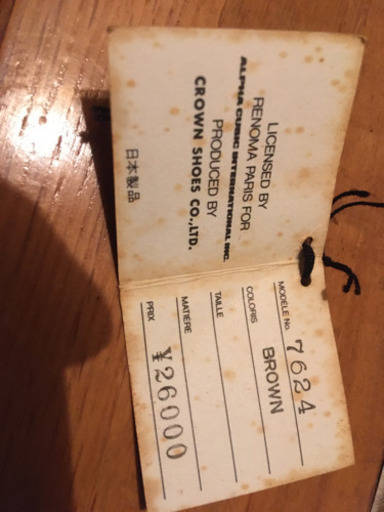 LICENSED BY
RENOMA PARIS FOR
ALPHA CUBIC INTERNATIONAL INC.
PRODUCED BY
CROWN SHOES CO.,LTD.
日本製品
MODELE No 7624
COLORIS BROWN
TAILLE
MATIÈRE
PRIX ¥26000